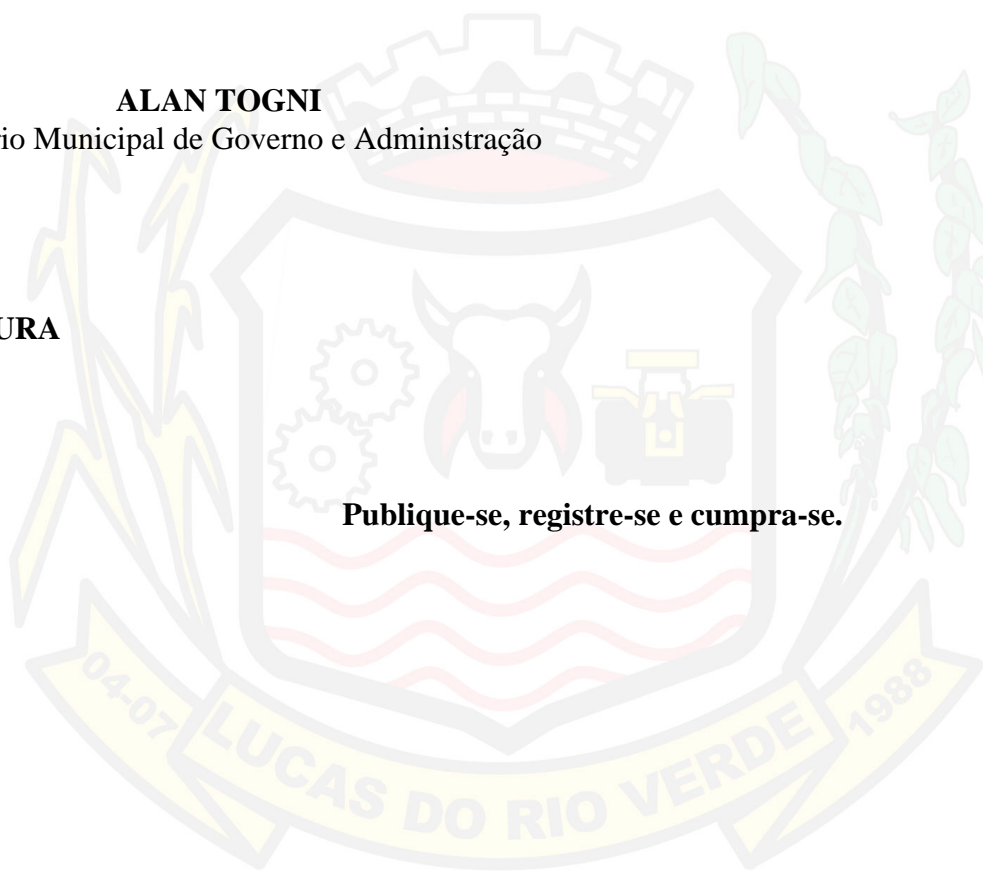 ALAN TOGNI
rio Municipal de Governo e Administração
URA
Publique-se, registre-se e cumpra-se.
04-07
LUCAS DO RIO VERDE
1988